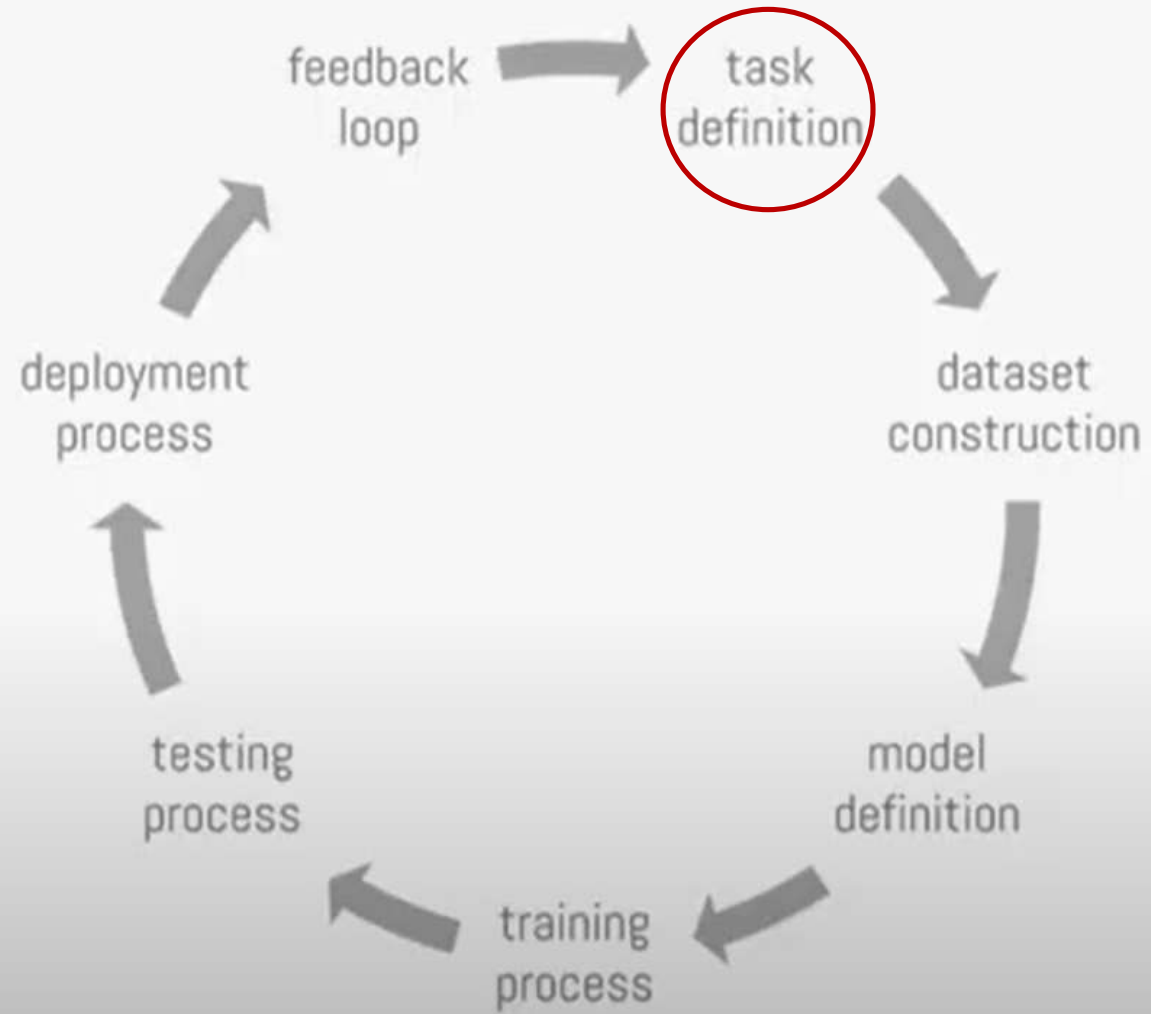 feedback
loop
task
definition
dataset
construction
model
definition
training
process
testing
process
deployment
process